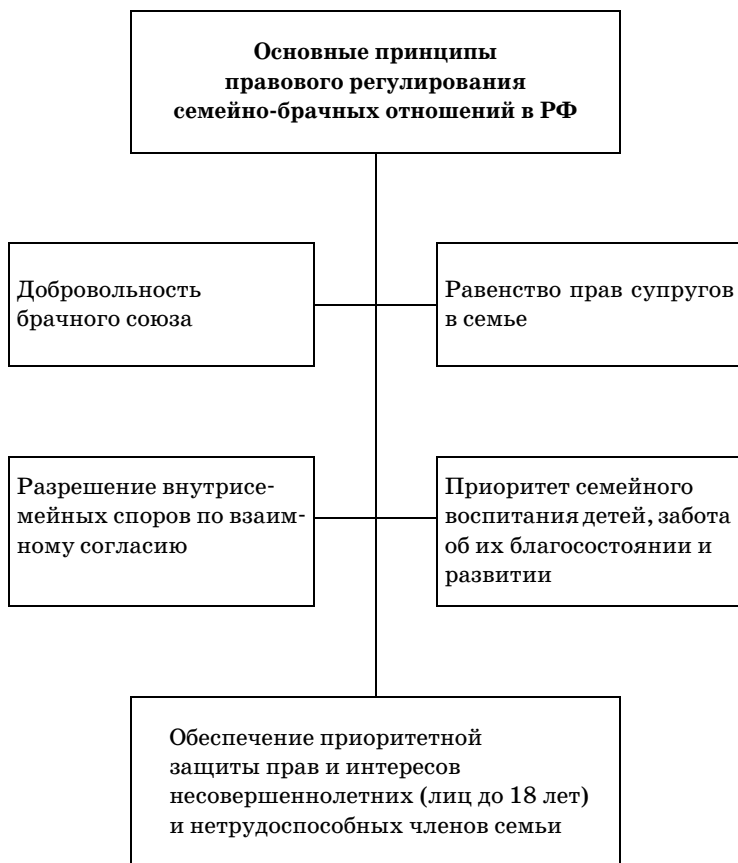 Основные принципы
правового регулирования
семейно-брачных отношений в РФ
Добровольность
брачного союза
Равенство прав супругов
в семье
Разрешение внутрисе-
мейных споров по взаим-
ному согласию
Приоритет семейного
воспитания детей, забота
об их благосостоянии и
развитии
Обеспечение приоритетной
защиты прав и интересов
несовершеннолетних (лиц до 18 лет)
и нетрудоспособных членов семьи